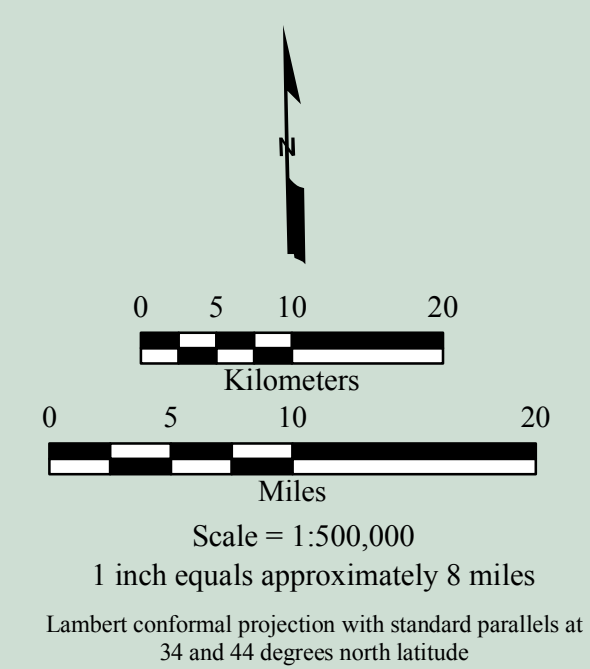 N
0 5 10 20
Kilometers
0 5 10 20
Miles
Scale = 1:500,000
1 inch equals approximately 8 miles
Lambert conformal projection with standard parallels at
34 and 44 degrees north latitude